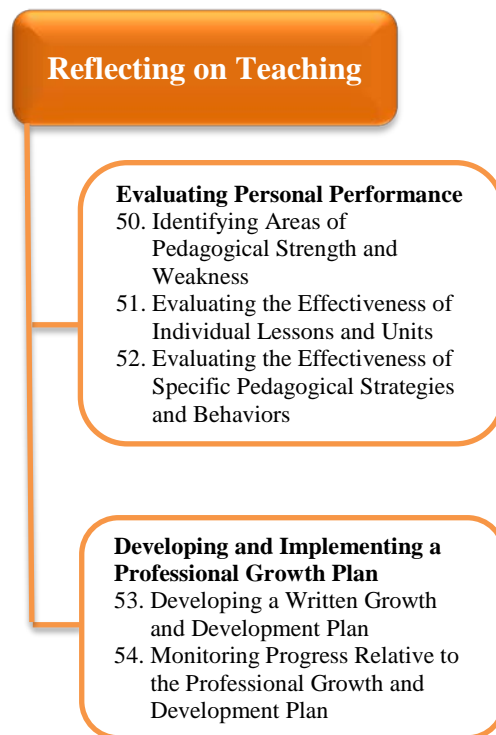 Reflecting on Teaching
Evaluating Personal Performance
50. Identifying Areas of
Pedagogical Strength and
Weakness
51. Evaluating the Effectiveness of
Individual Lessons and Units
52. Evaluating the Effectiveness of
Specific Pedagogical Strategies
and Behaviors
Developing and Implementing a
Professional Growth Plan
53. Developing a Written Growth
and Development Plan
54. Monitoring Progress Relative to
the Professional Growth and
Development Plan